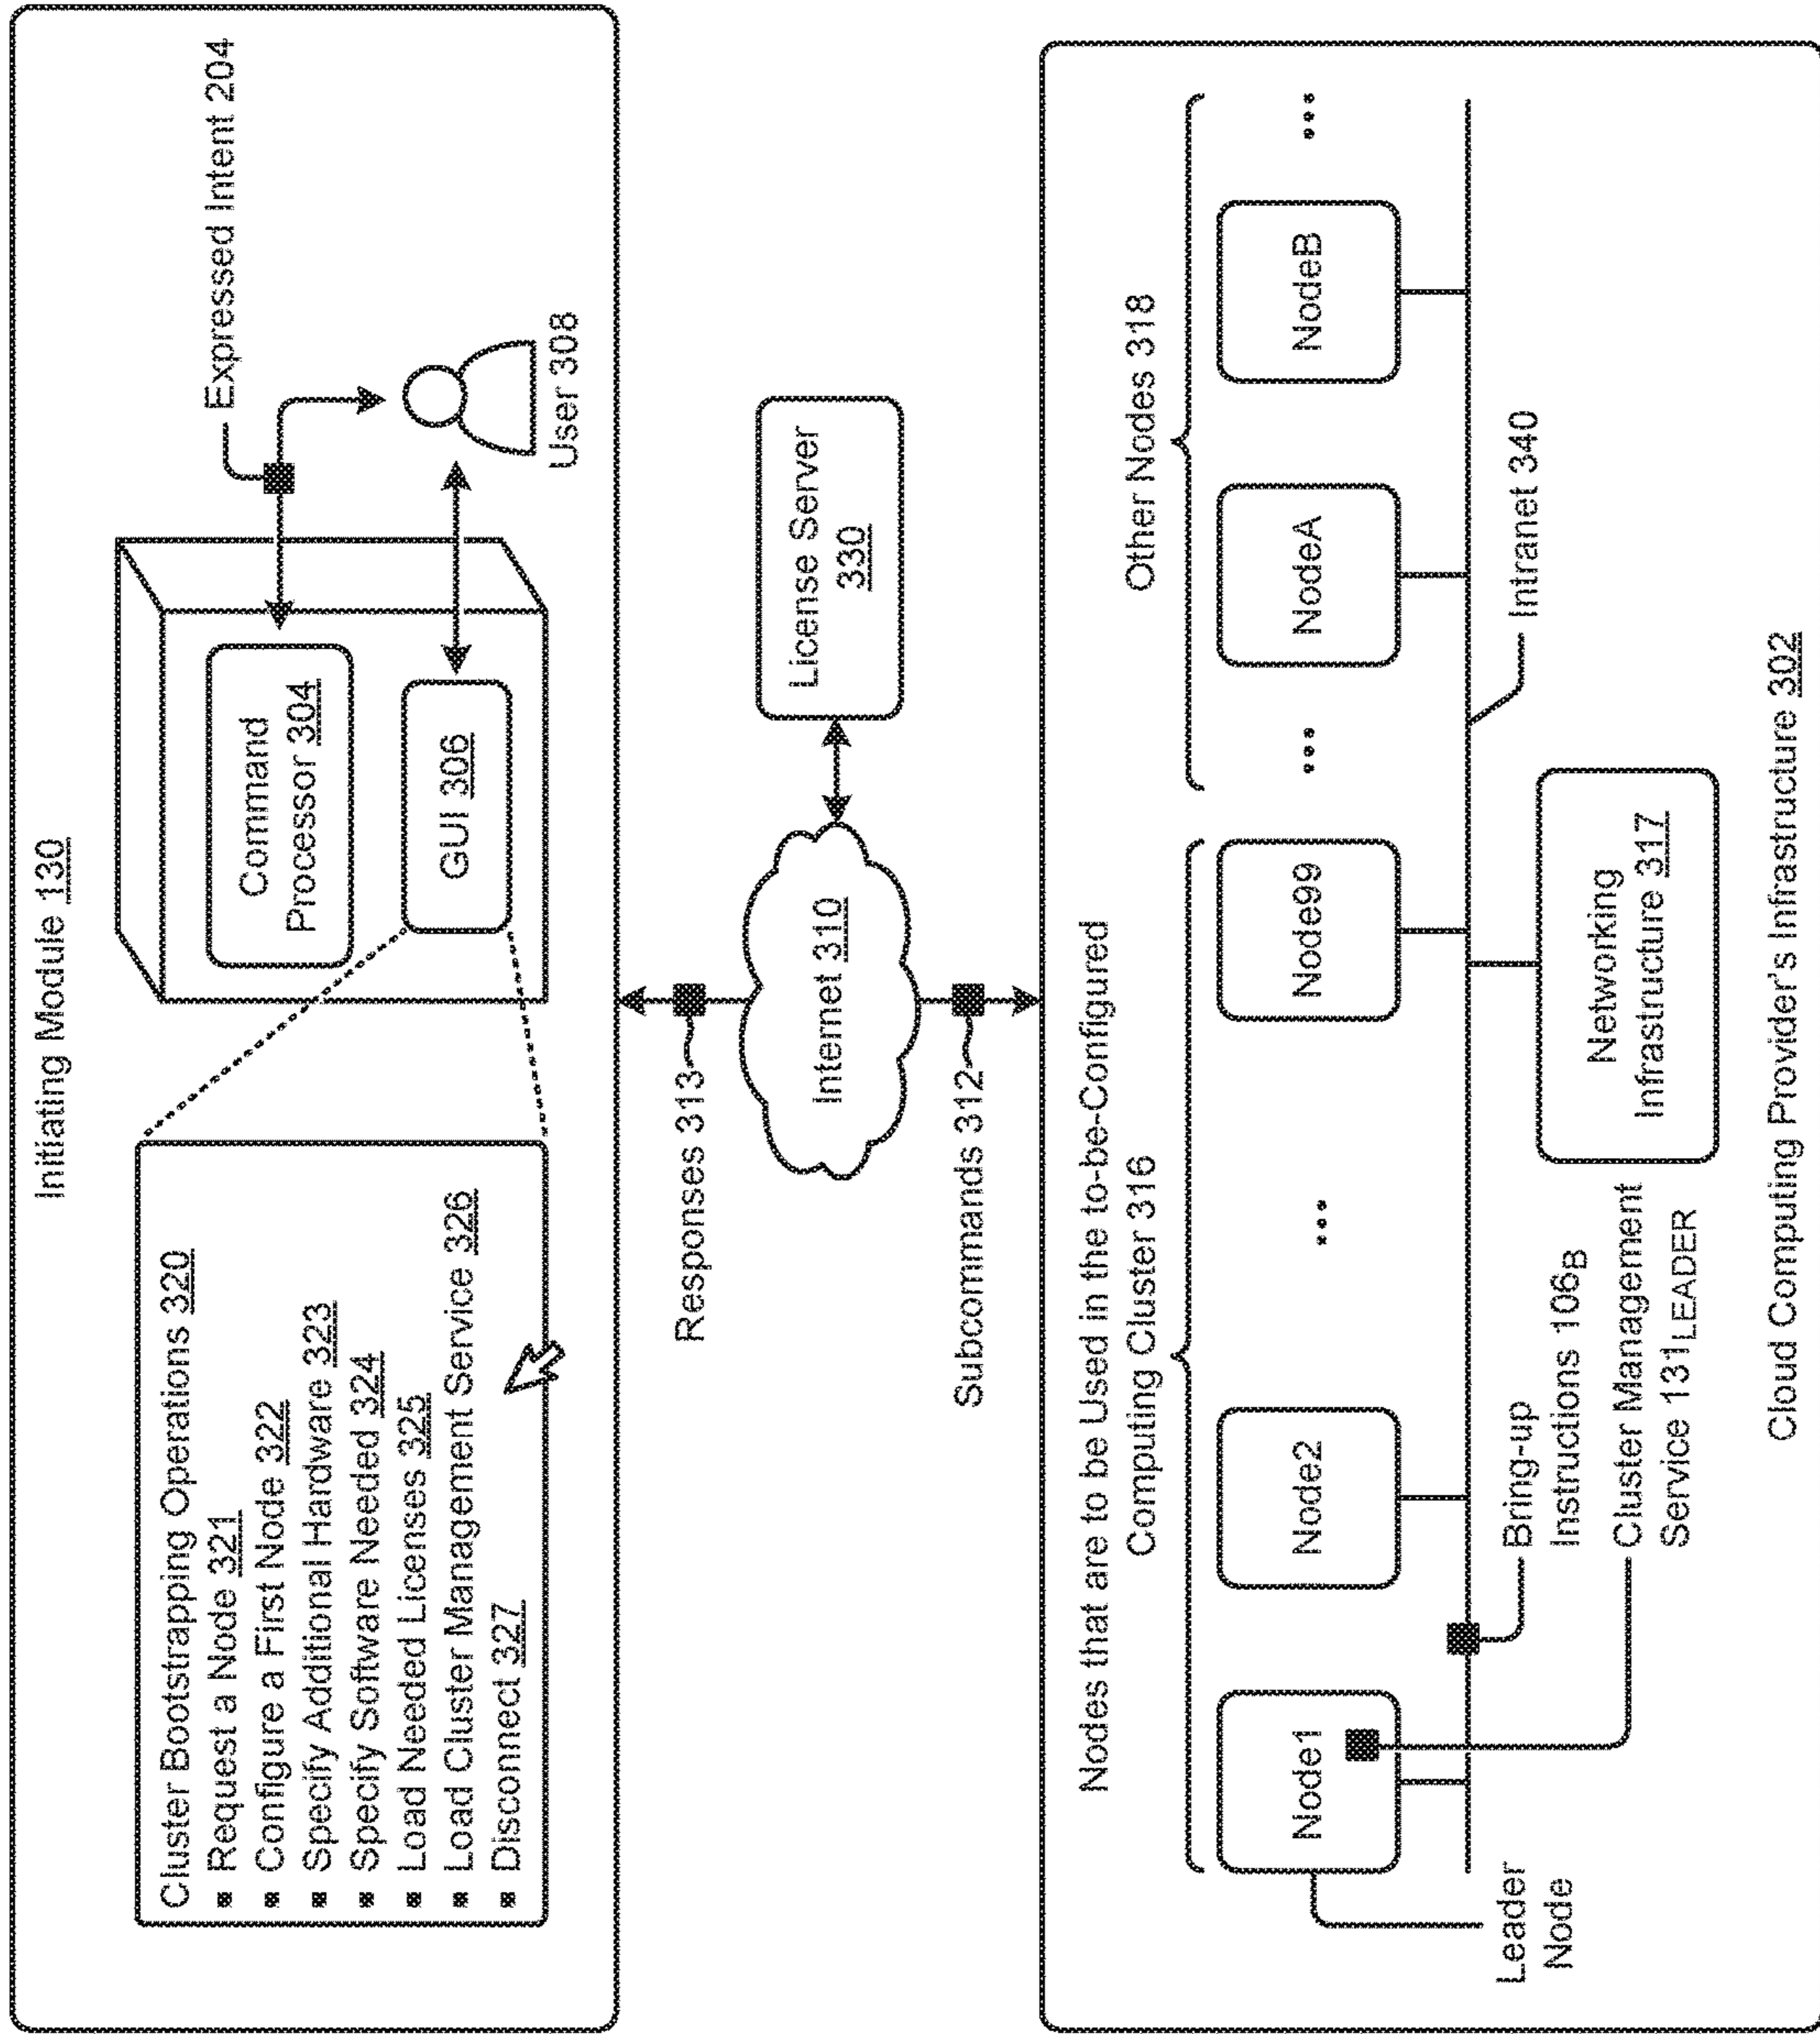 Initiating Module 130
Cluster Bootstrapping Operations 320
▪ Request a Node 321
▪ Configure a First Node 322
▪ Specify Additional Hardware 323
▪ Specify Software Needed 324
▪ Load Needed Licenses 325
▪ Load Cluster Management Service 326
▪ Disconnect 327
Command
Processor 304
GUI 306
Expressed Intent 204
User 308
Responses 313
Internet 310
License Server
330
Subcommands 312
Nodes that are to be Used in the to-be-Configured
Computing Cluster 316
Other Nodes 318
Node1
Node2
...
Node99
...
NodeA
NodeB
...
Leader
Node
Bring-up
Instructions 106B
Cluster Management
Service 131LEADER
Networking
Infrastructure 317
Intranet 340
Cloud Computing Provider's Infrastructure 302